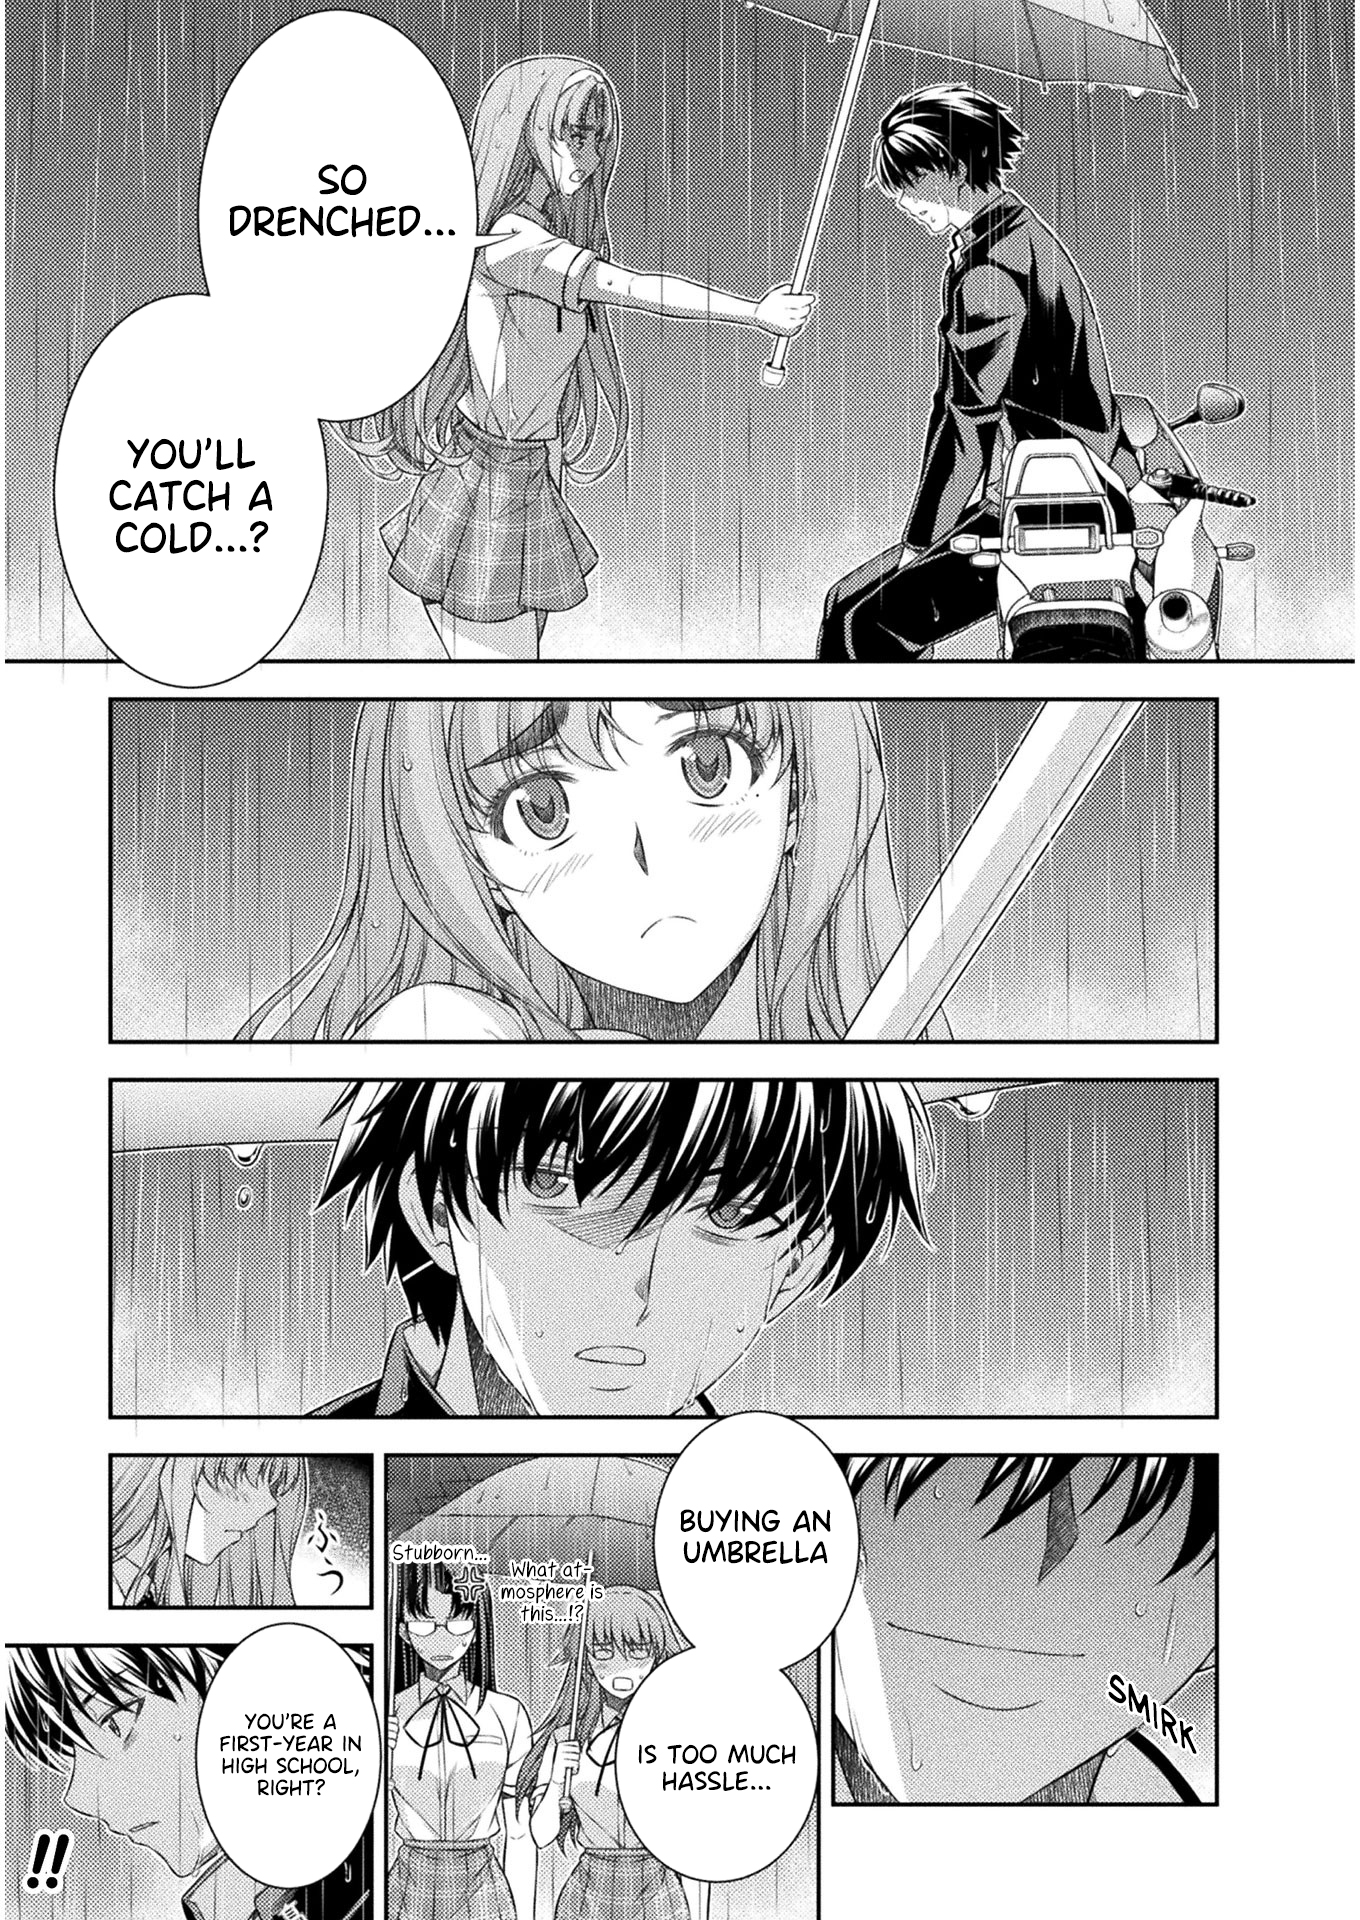 SO
DRENCHED...
YOU'LL
CATCH A
COLD...?
BUYING AN
UMBRELLA
IS TOO MUCH
HASSLE...
SMIRK
What at-
mosphere is
this...!?
Stubborn...
ふぅ
YOU'RE A
FIRST-YEAR IN
HIGH SCHOOL,
RIGHT?
!!